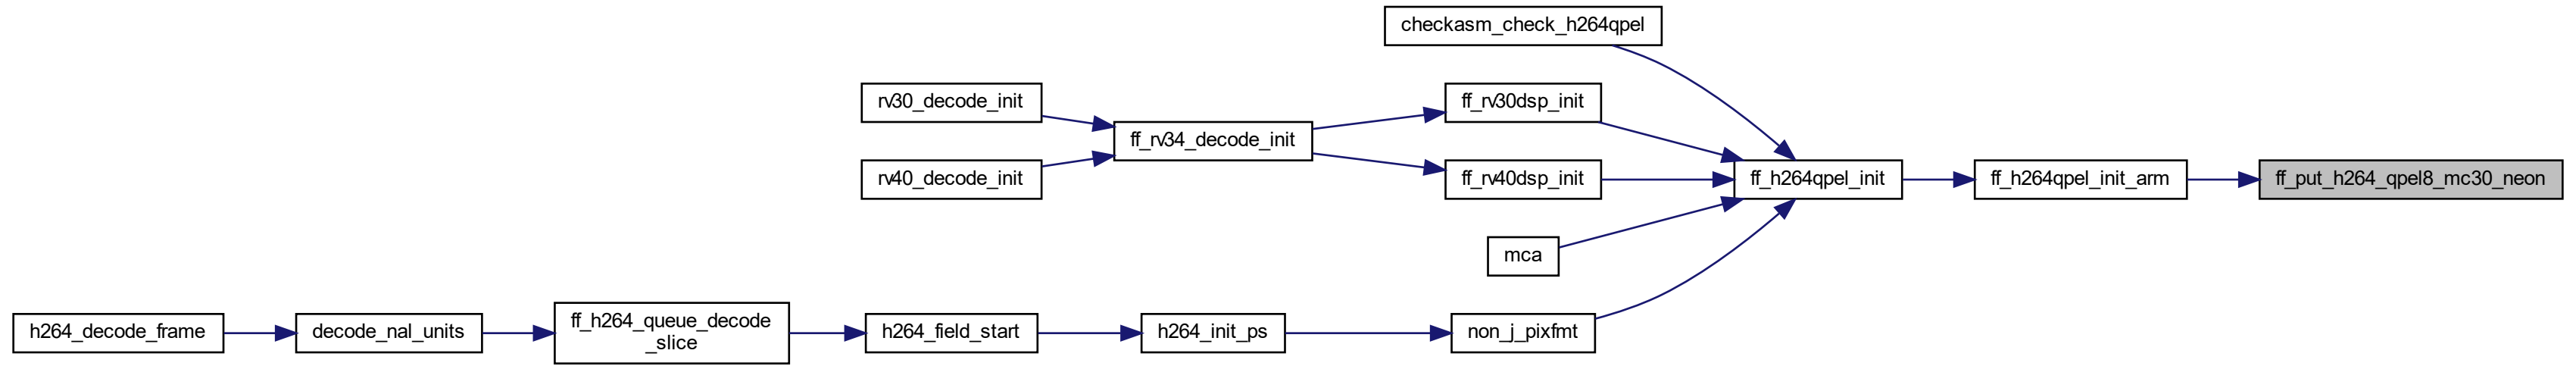 checkasm_check_h264qpel
rv30_decode_init
ff_rv30dsp_init
ff_rv34_decode_init
rv40_decode_init
ff_rv40dsp_init
ff_h264qpel_init
ff_h264qpel_init_arm
ff_put_h264_qpel8_mc30_neon
mca
h264_decode_frame
decode_nal_units
ff_h264_queue_decode
_slice
h264_field_start
h264_init_ps
non_j_pixfmt